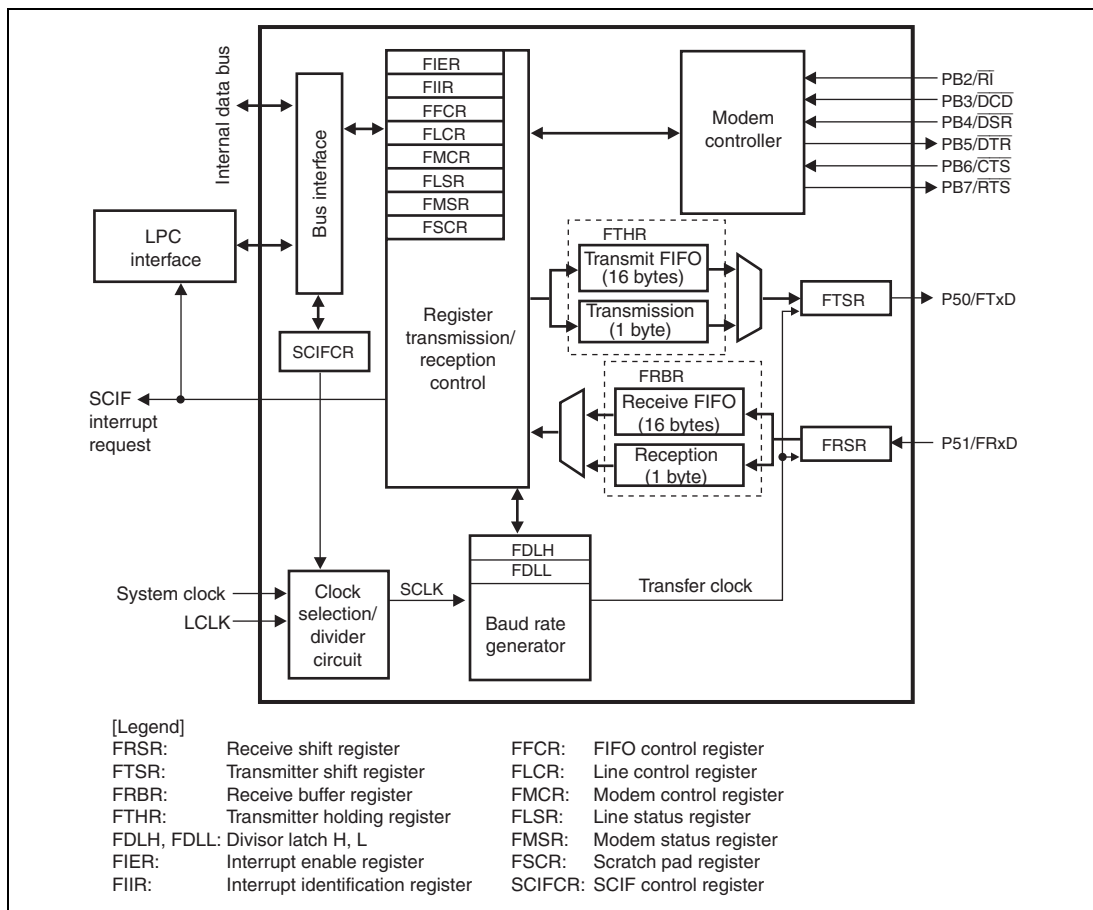 Internal data bus
Bus interface
FIER
FIIR
FFCR
FLCR
FMCR
FLSR
FMSR
FSCR
Register
transmission/
reception
control
Modem
controller
PB2/RI
PB3/DCD
PB4/DSR
PB5/DTR
PB6/CTS
PB7/RTS
LPC
interface
SCIFCR
SCIF
interrupt
request
FTHR
Transmit FIFO
(16 bytes)
Transmission
(1 byte)
FTSR
P50/FTxD
FRBR
Receive FIFO
(16 bytes)
Reception
(1 byte)
FRSR
P51/FRxD
System clock
LCLK
Clock
selection/
divider
circuit
SCLK
FDLH
FDLL
Baud rate
generator
Transfer clock
[Legend]
FRSR: Receive shift register
FTSR: Transmitter shift register
FRBR: Receive buffer register
FTHR: Transmitter holding register
FDLH, FDLL: Divisor latch H, L
FIER: Interrupt enable register
FIIR: Interrupt identification register
FFCR: FIFO control register
FLCR: Line control register
FMCR: Modem control register
FLSR: Line status register
FMSR: Modem status register
FSCR: Scratch pad register
SCIFCR: SCIF control register